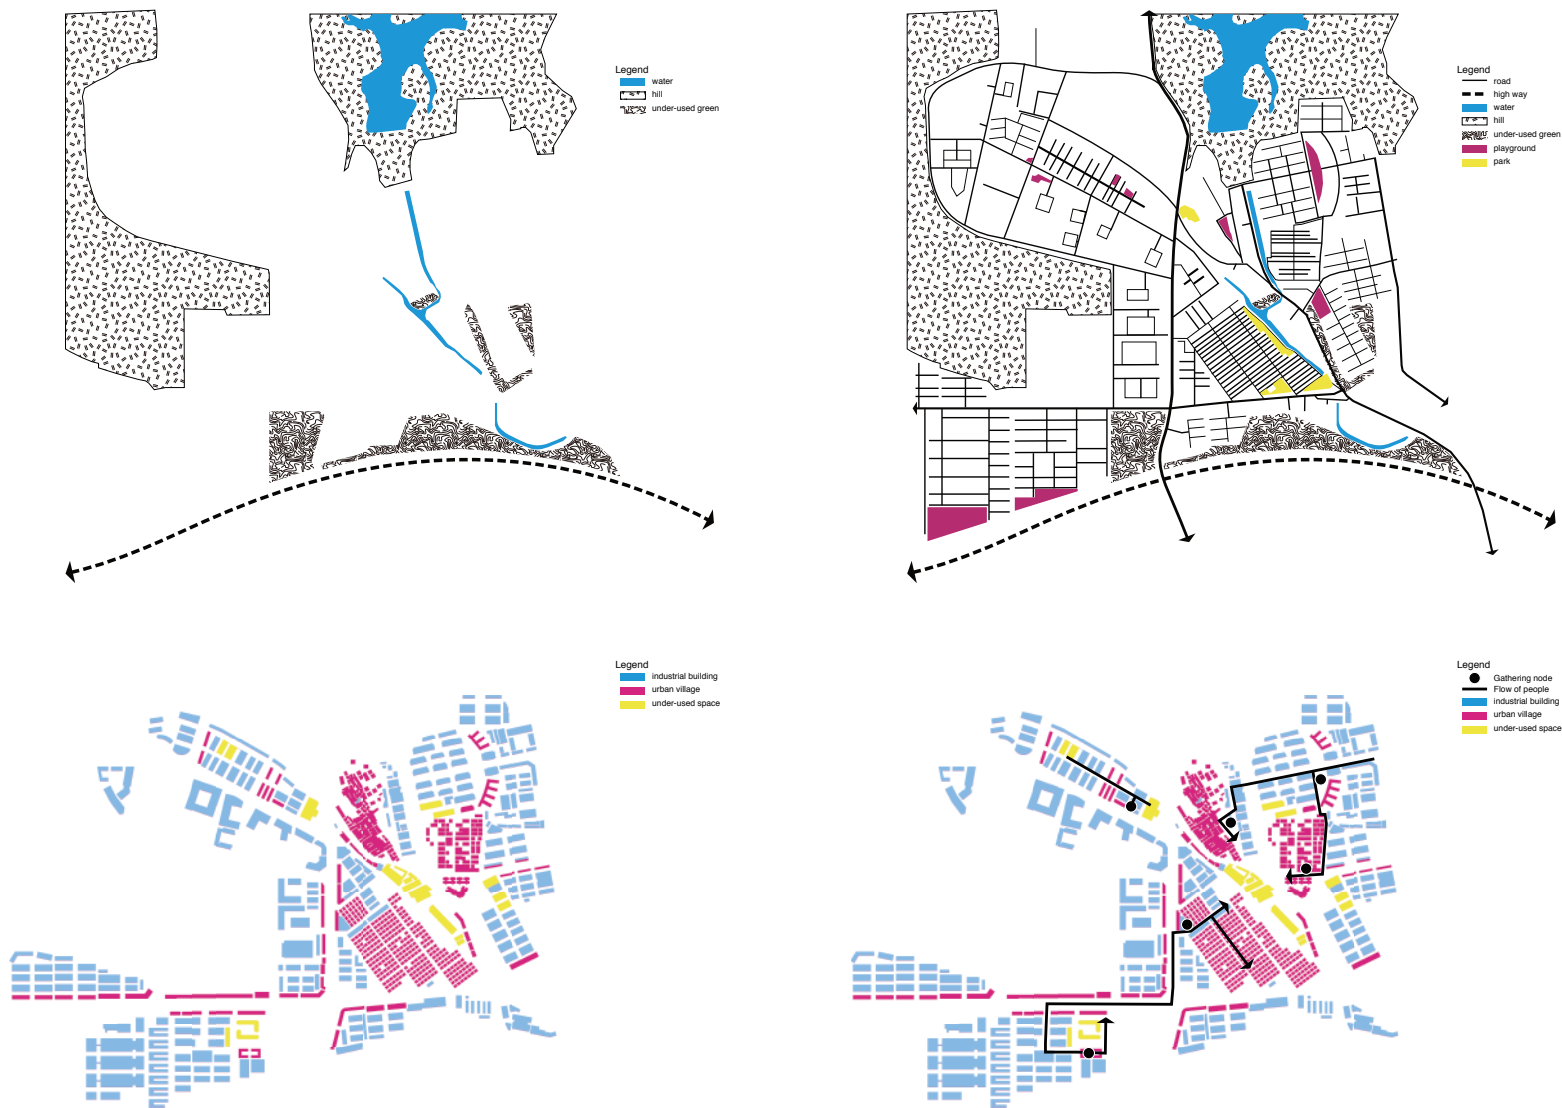 Legend
water
hill
under-used green
Legend
road
high way
water
hill
under-used green
playground
park
Legend
industrial building
urban village
under-used space
Legend
Gathering node
Flow of people
industrial building
urban village
under-used space